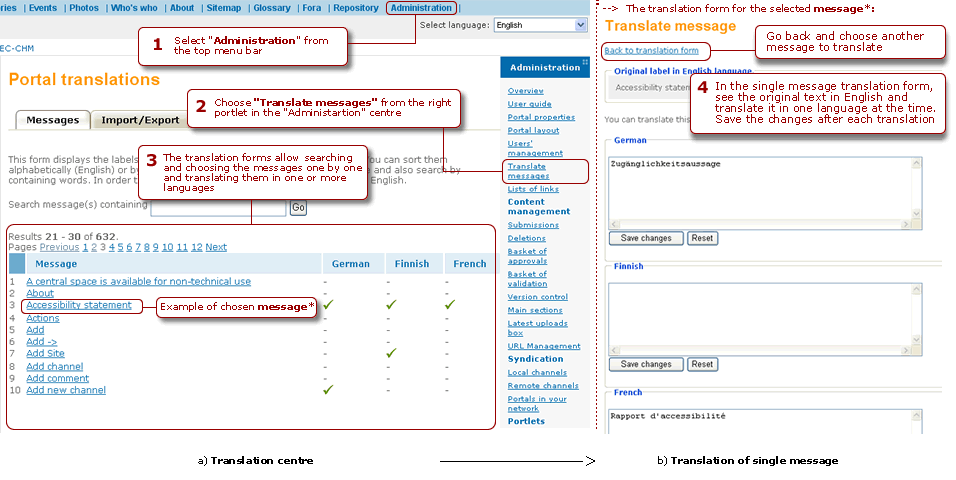 ries | Events | Photos | Who's who | About | Sitemap | Glossary | Fora | Repository | Administration |
Select language: English
EC-CHM
1 Select "Administration" from
the top menu bar
Portal translations
2 Choose "Translate messages" from the right
portlet in the "Administartion" centre
Messages Import/Export
This form displays the labels You can sort them
alphabetically (English) or by and also search by
containing words. In order t English.
3 The translation forms allow searching
and choosing the messages one by one
and translating them in one or more
languages
Search message(s) containing Go
Results 21 - 30 of 632.
Pages Previous 1 2 3 4 5 6 7 8 9 10 11 12 Next
Message German Finnish French
1 A central space is available for non-technical use - - -
2 About - - -
3 Accessibility statement ✓ ✓ ✓
Example of chosen message*
4 Actions - - -
5 Add - - -
6 Add -> - - -
7 Add Site - ✓ -
8 Add channel - - -
9 Add comment - - -
10 Add new channel ✓ - -
Administration
Overview
User guide
Portal properties
Portal layout
Users'
management
Translate
messages
Lists of links
Content
management
Submissions
Deletions
Basket of
approvals
Basket of
validation
Version control
Main sections
Latest uploads
box
URL Management
Syndication
Local channels
Remote channels
Portals in your
network
Portlets
--> The translation form for the selected message*:
Translate message
Back to translation form
Go back and choose another
message to translate
Original label in English language
Accessibility statem
4 In the single message translation form,
see the original text in English and
translate it in one language at the time.
Save the changes after each translation
You can translate this
German
Zugänglichkeitsaussage
Save changes Reset
Finnish
Save changes Reset
French
Rapport d'accessibilité
a) Translation centre
b) Translation of single message